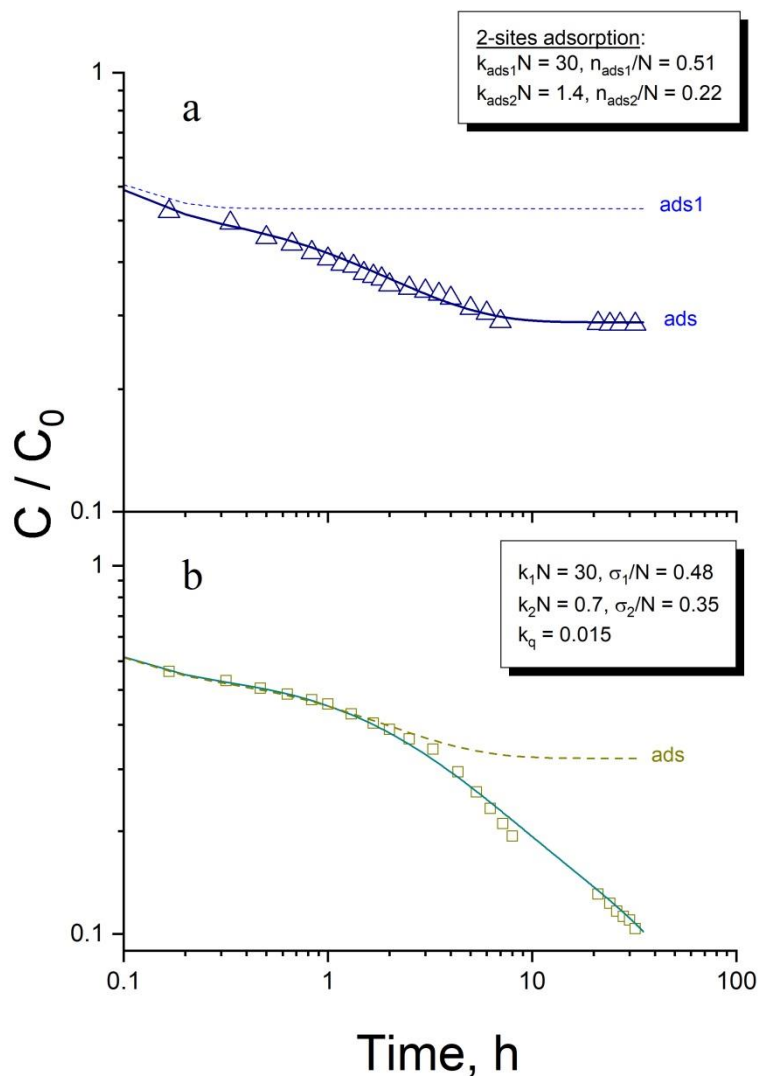 2-sites adsorption:
kads1N = 30, nads1/N = 0.51
kads2N = 1.4, nads2/N = 0.22
1
a
ads1
ads
0.1
C / C0
1
b
k1N = 30, σ1/N = 0.48
k2N = 0.7, σ2/N = 0.35
kq = 0.015
ads
0.1
0.1 1 10 100
Time, h